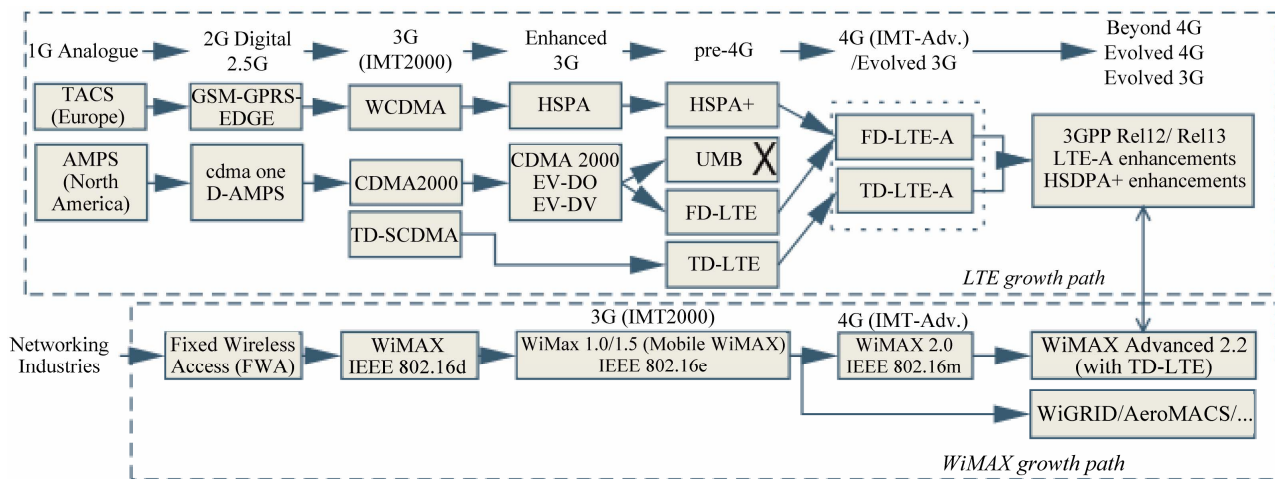 1G Analogue
2G Digital
2.5G
3G
(IMT2000)
Enhanced
3G
pre-4G
4G (IMT-Adv.)
/Evolved 3G
Beyond 4G
Evolved 4G
Evolved 3G
TACS
(Europe)
GSM-GPRS-
EDGE
WCDMA
HSPA
HSPA+
AMPS
(North
America)
cdma one
D-AMPS
CDMA2000
TD-SCDMA
CDMA 2000
EV-DO
EV-DV
UMB X
FD-LTE
TD-LTE
FD-LTE-A
TD-LTE-A
3GPP Rel12/ Rel13
LTE-A enhancements
HSDPA+ enhancements
LTE growth path
Networking
Industries
Fixed Wireless
Access (FWA)
WiMAX
IEEE 802.16d
3G (IMT2000)
WiMax 1.0/1.5 (Mobile WiMAX)
IEEE 802.16e
4G (IMT-Adv.)
WiMAX 2.0
IEEE 802.16m
WiMAX Advanced 2.2
(with TD-LTE)
WiGRID/AeroMACS/...
WiMAX growth path